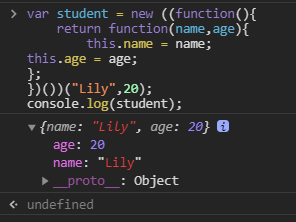 > var student = new ((function(){
return function(name,age){
this.name = name;
this.age = age;
};
})())("Lily",20);
console.log(student);
▼{name: "Lily", age: 20} i
age: 20
name: "Lily"
▶__proto__: Object
<· undefined